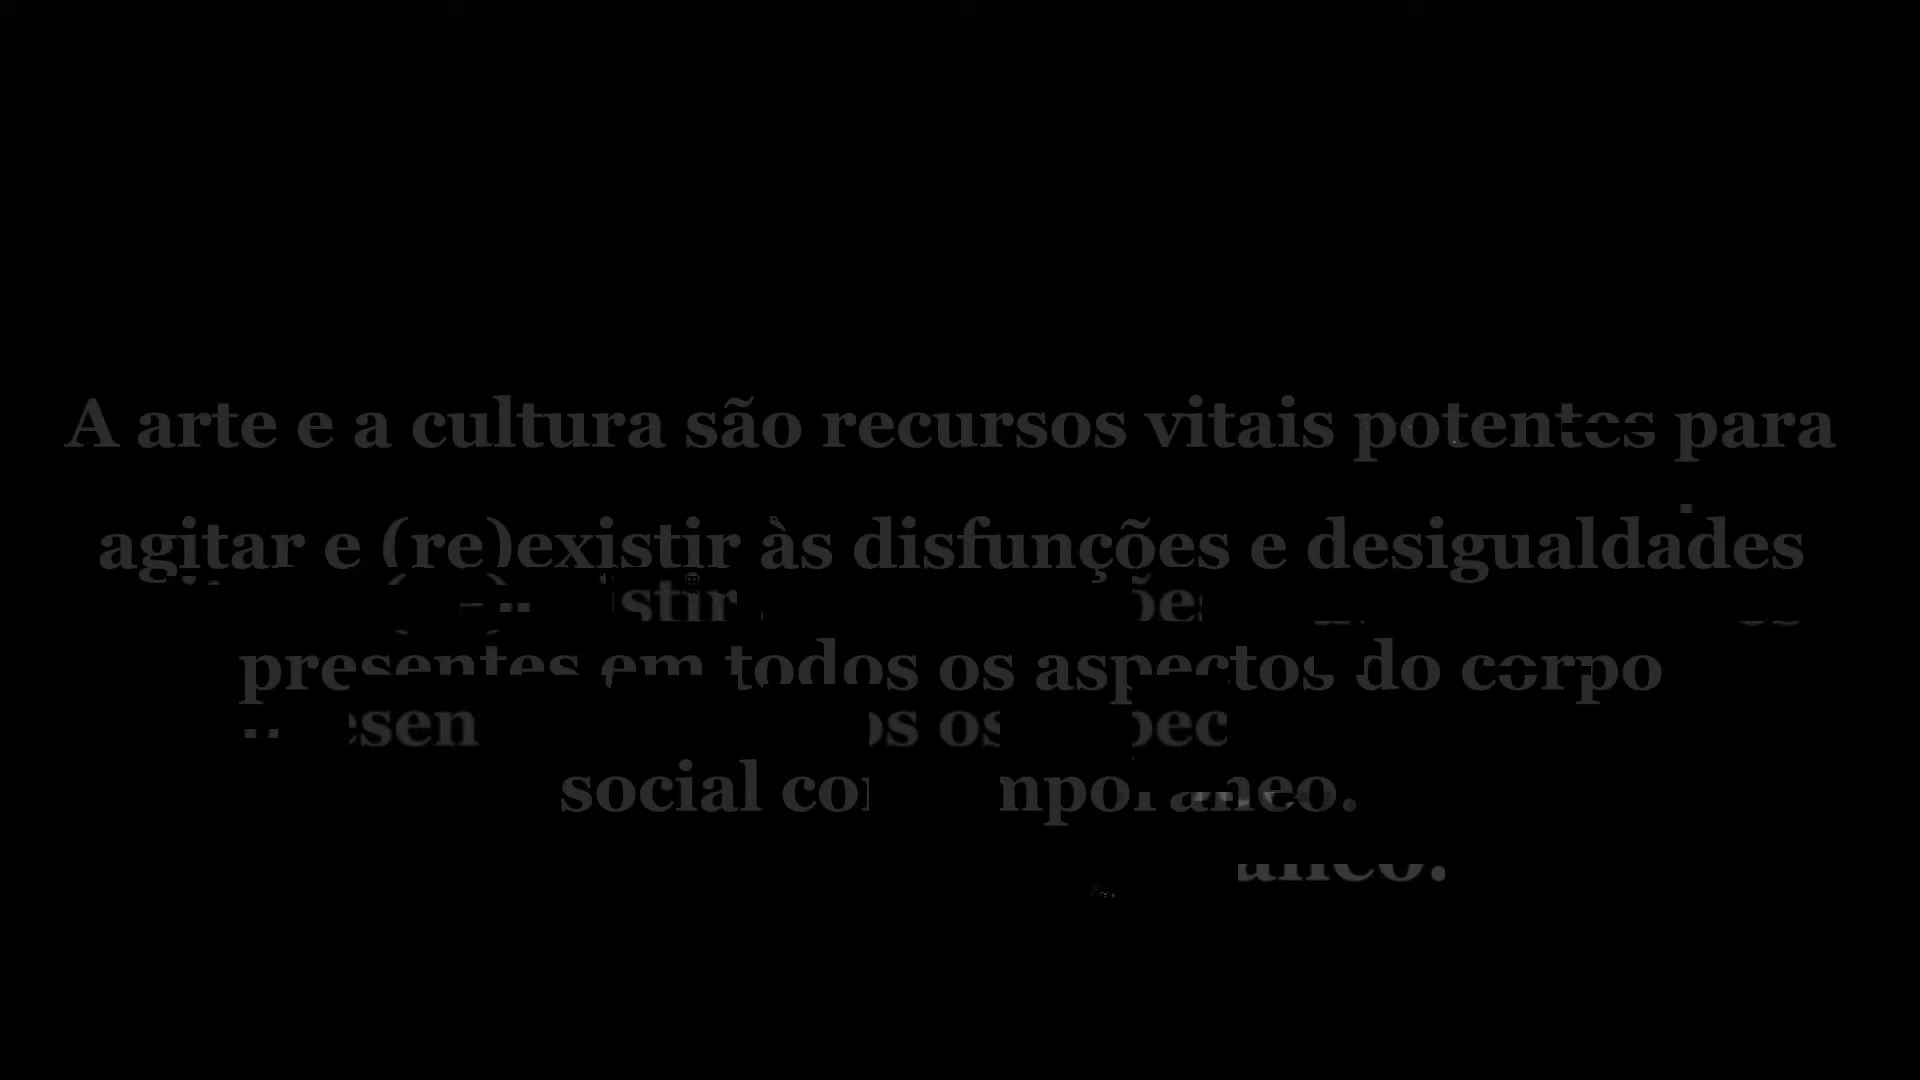 A arte e a cultura são recursos vitais potentes para
agitar e (re)existir às disfunções e desigualdades
presentes em todos os aspectos do corpo
social contemporâneo.